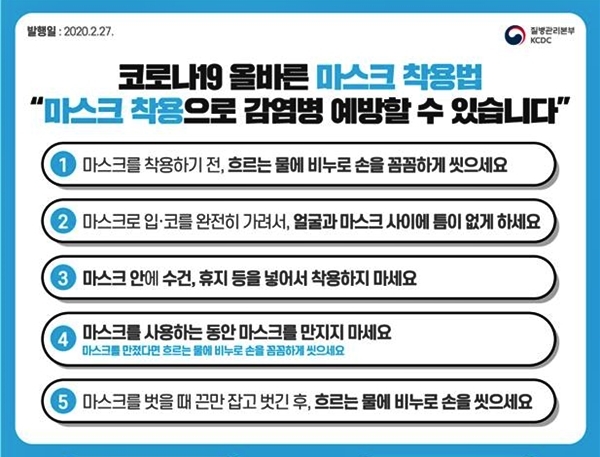 발행일 : 2020.2.27.
질병관리본부
KCDC
코로나19 올바른 마스크 착용법
“마스크 착용으로 감염병 예방할 수 있습니다”
1 마스크를 착용하기 전, 흐르는 물에 비누로 손을 꼼꼼하게 씻으세요
2 마스크로 입·코를 완전히 가려서, 얼굴과 마스크 사이에 틈이 없게 하세요
3 마스크 안에 수건, 휴지 등을 넣어서 착용하지 마세요
4 마스크를 사용하는 동안 마스크를 만지지 마세요
마스크를 만졌다면 흐르는 물에 비누로 손을 꼼꼼하게 씻으세요
5 마스크를 벗을 때 끈만 잡고 벗긴 후, 흐르는 물에 비누로 손을 씻으세요